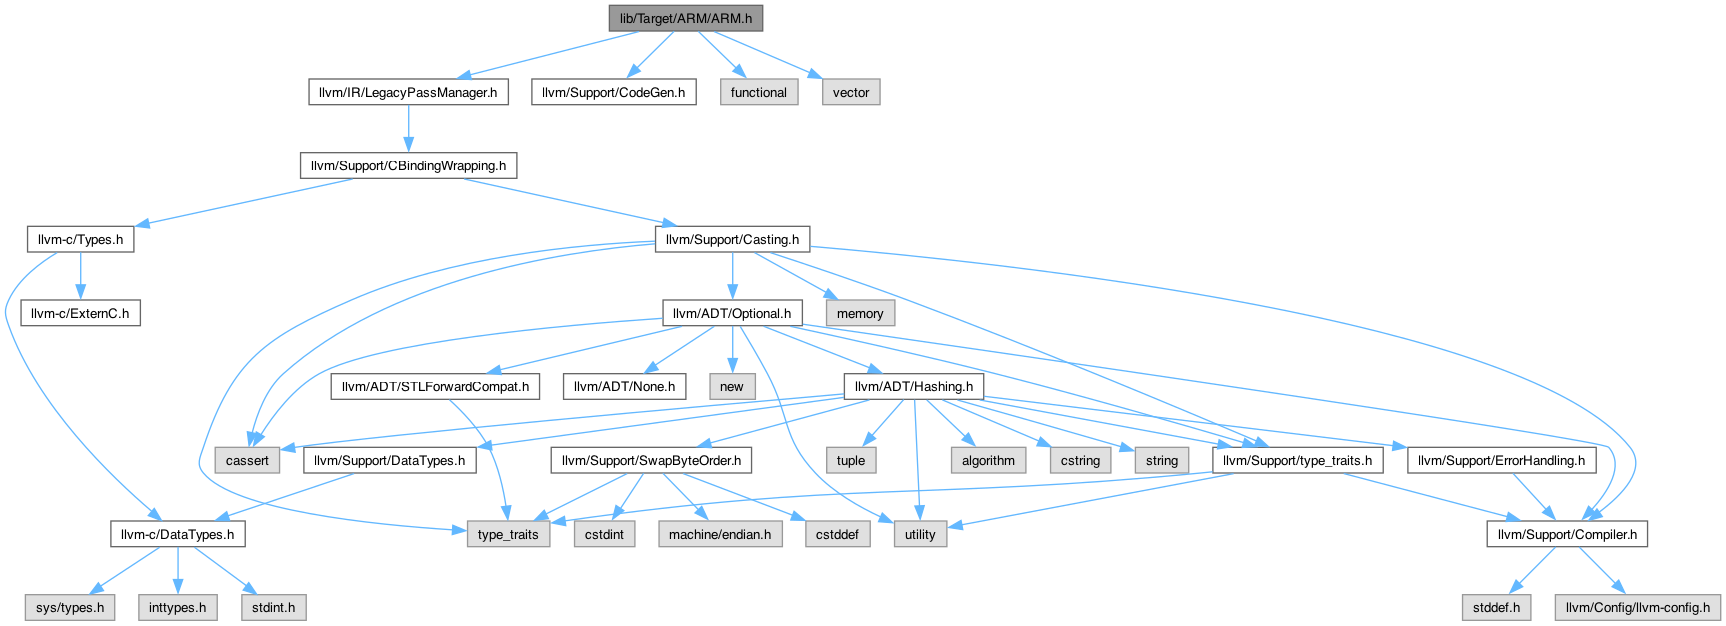 lib/Target/ARM/ARM.h
llvm/IR/LegacyPassManager.h
llvm/Support/CodeGen.h
functional
vector
llvm/Support/CBindingWrapping.h
llvm-c/Types.h
llvm/Support/Casting.h
llvm-c/ExternC.h
llvm/ADT/Optional.h
memory
llvm/ADT/STLForwardCompat.h
llvm/ADT/None.h
new
llvm/ADT/Hashing.h
cassert
llvm/Support/DataTypes.h
llvm/Support/SwapByteOrder.h
tuple
algorithm
cstring
string
llvm/Support/type_traits.h
llvm/Support/ErrorHandling.h
llvm-c/DataTypes.h
type_traits
cstdint
machine/endian.h
cstddef
utility
llvm/Support/Compiler.h
sys/types.h
inttypes.h
stdint.h
stddef.h
llvm/Config/llvm-config.h